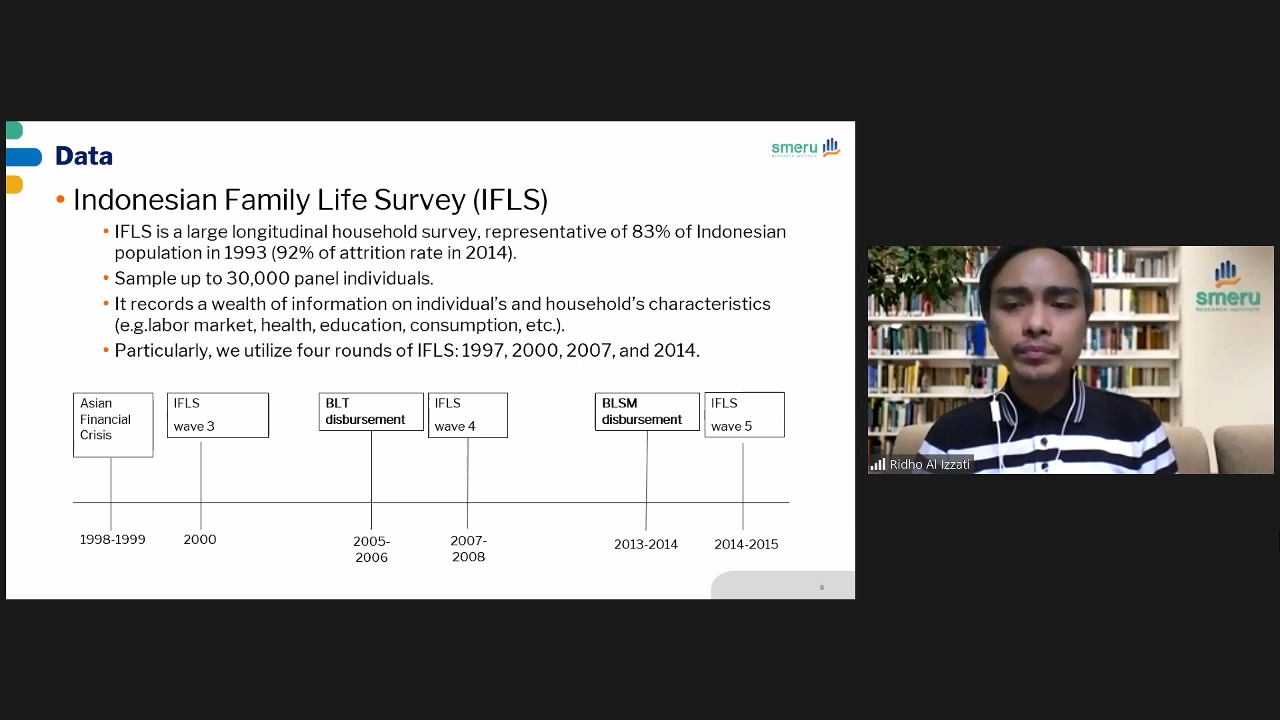 Data
smeru
RESEARCH INSTITUTE
• Indonesian Family Life Survey (IFLS)
• IFLS is a large longitudinal household survey, representative of 83% of Indonesian
population in 1993 (92% of attrition rate in 2014).
• Sample up to 30,000 panel individuals.
• It records a wealth of information on individual's and household's characteristics
(e.g.labor market, health, education, consumption, etc.).
• Particularly, we utilize four rounds of IFLS: 1997, 2000, 2007, and 2014.
Asian
Financial
Crisis
IFLS
wave 3
BLT
disbursement
IFLS
wave 4
BLSM
disbursement
IFLS
wave 5
1998-1999
2000
2005-
2006
2007-
2008
2013-2014
2014-2015
8
smeru
RESEARCH INSTITUTE
Ridho Al Izzati